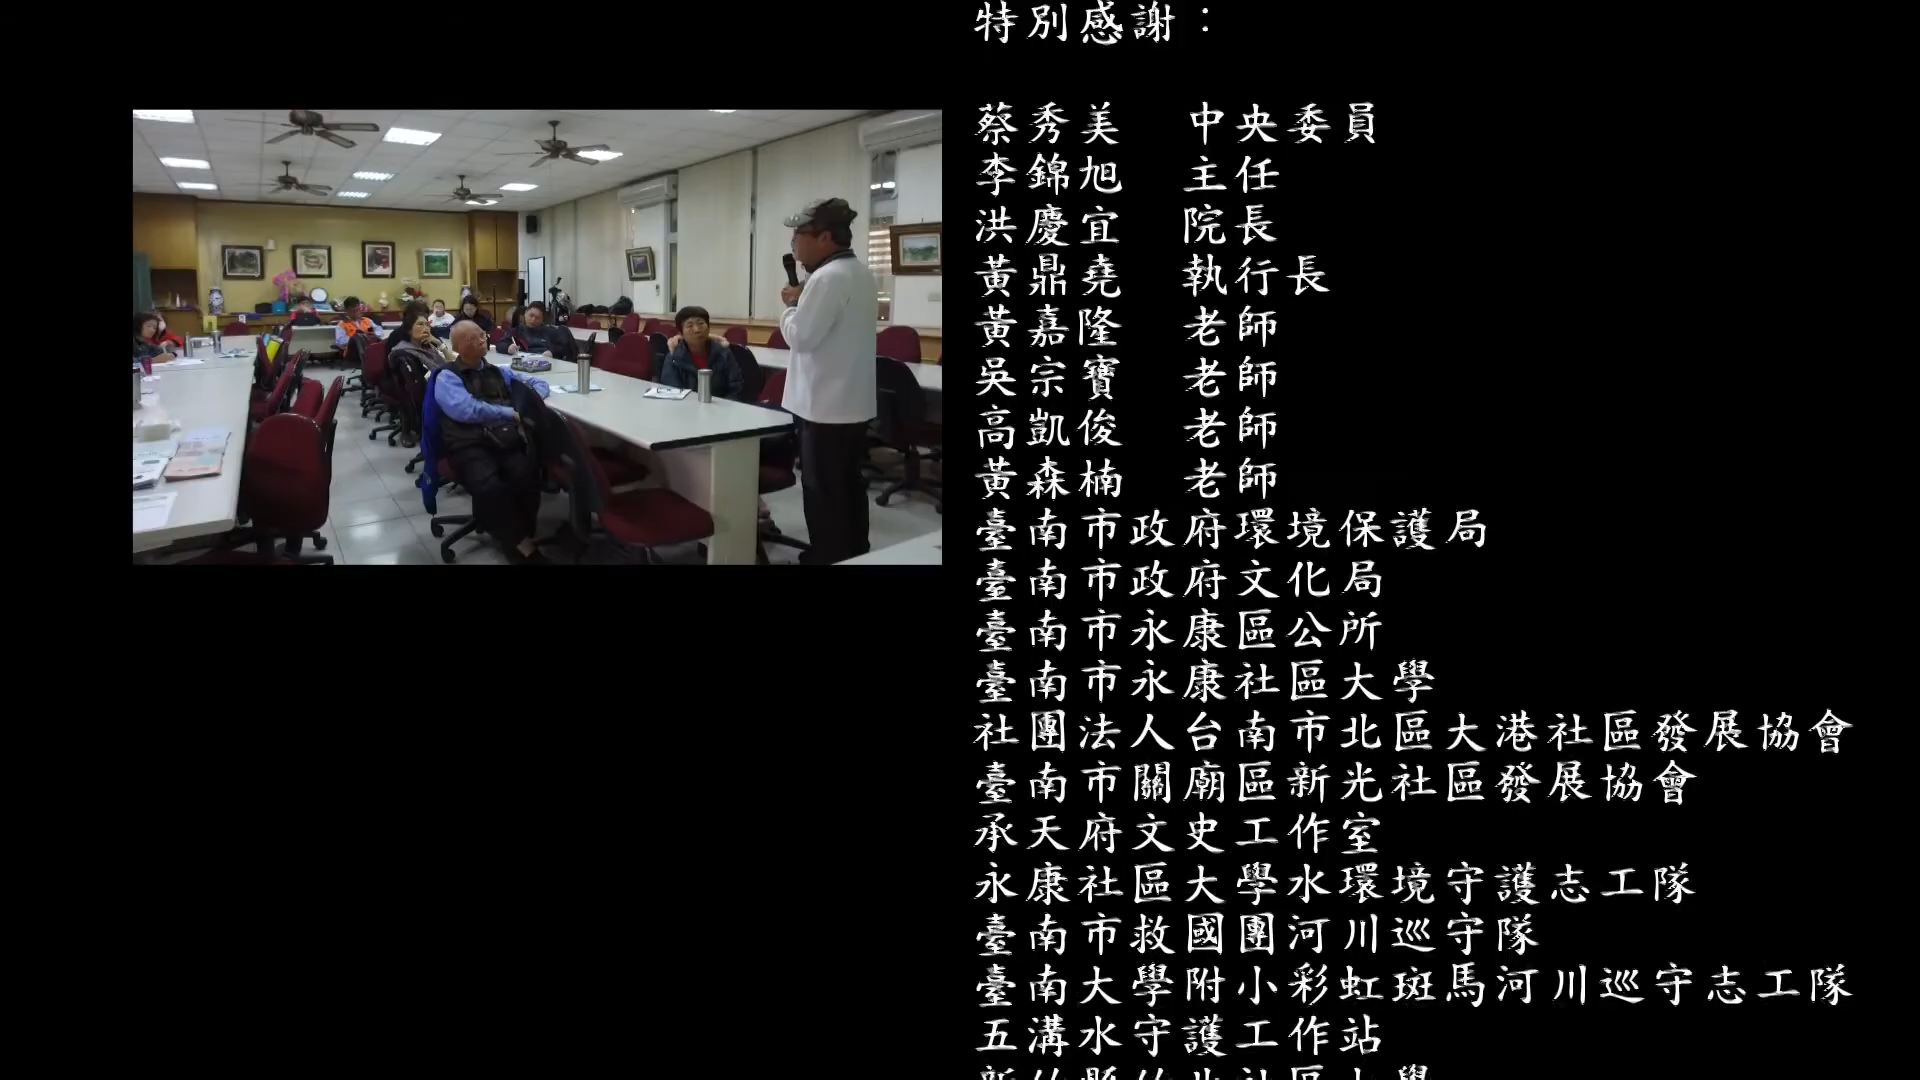 特別感謝：
蔡秀美 中央委員
李錦旭 主任
洪慶宜 院長
黃鼎堯 執行長
黃嘉隆 老師
吳宗寶 老師
高凱俊 老師
黃森楠 老師
臺南市政府環境保護局
臺南市政府文化局
臺南市永康區公所
臺南市永康社區大學
社團法人台南市北區大港社區發展協會
臺南市關廟區新光社區發展協會
承天府文史工作室
永康社區大學水環境守護志工隊
臺南市救國團河川巡守隊
臺南大學附小彩虹斑馬河川巡守志工隊
五溝水守護工作站